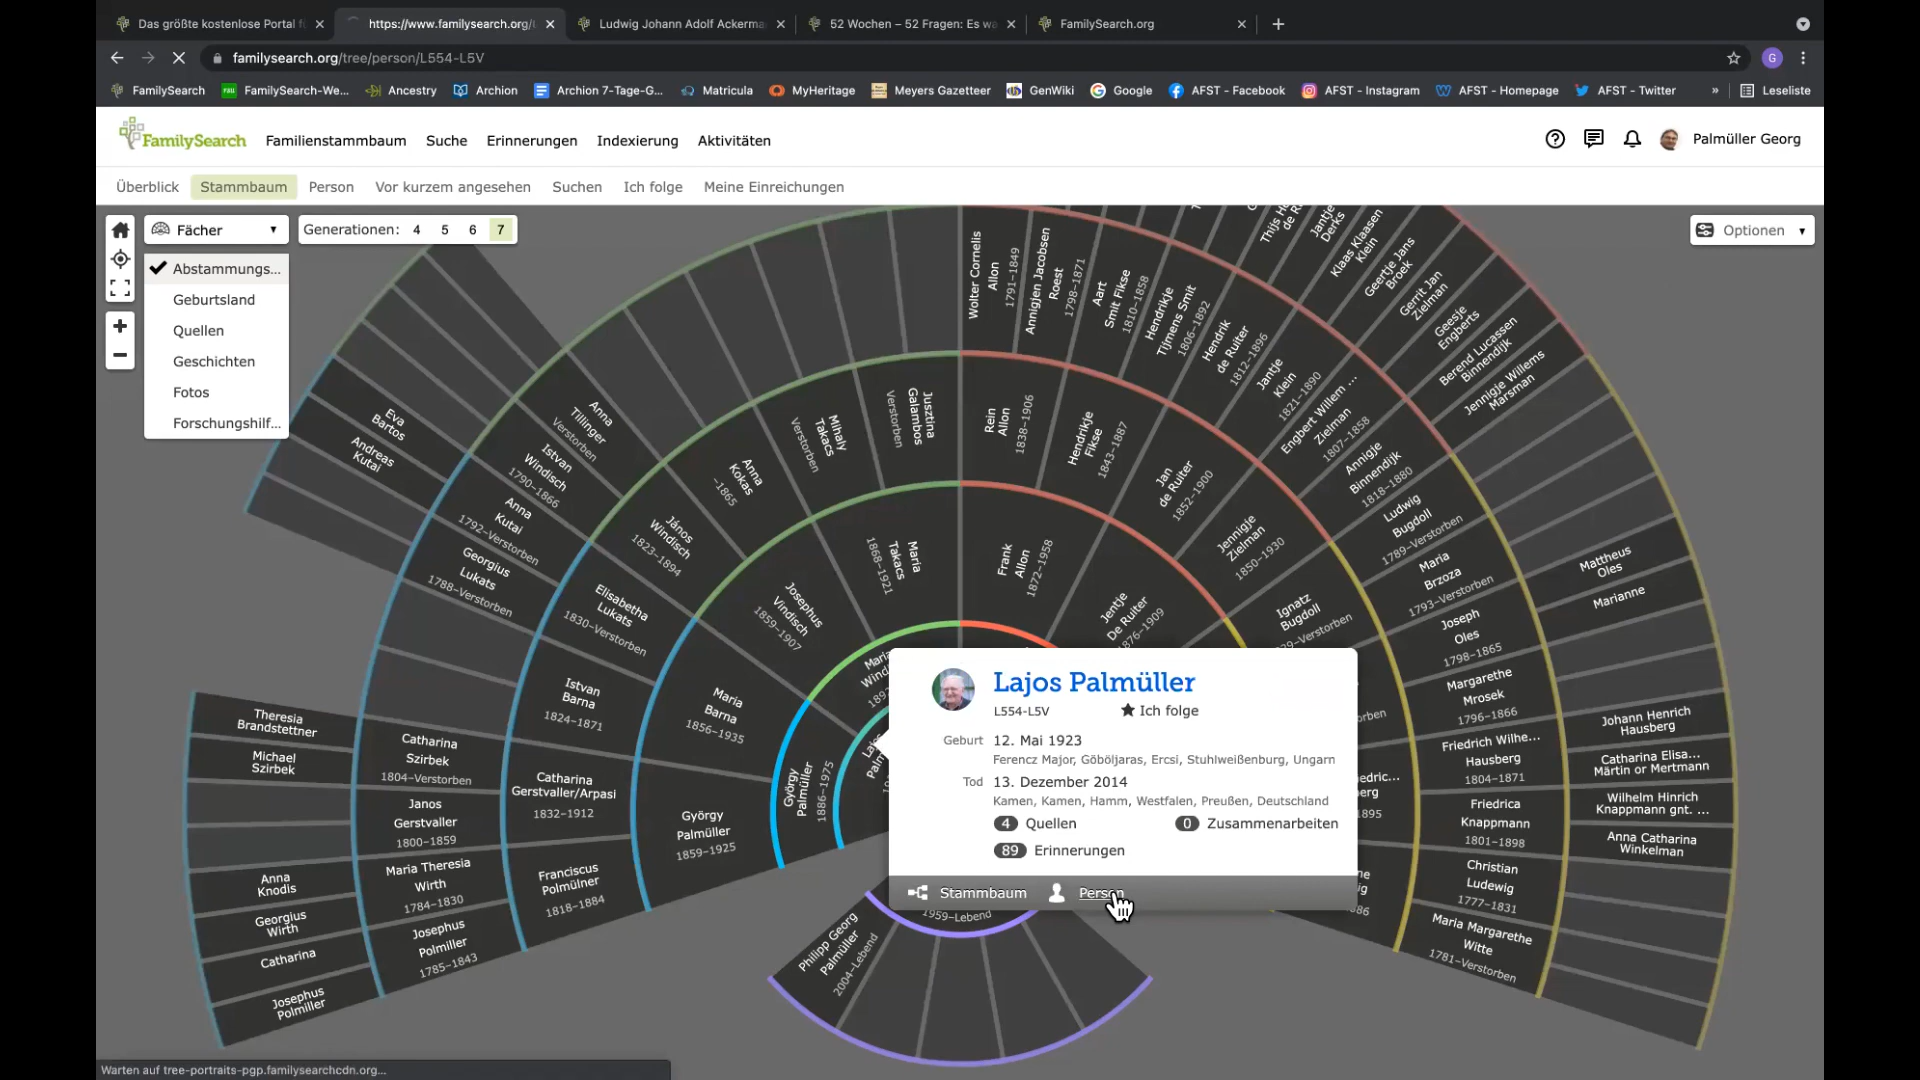 Das größte kostenlose Portal f
https://www.familysearch.org/
Ludwig Johann Adolf Ackerma
52 Wochen – 52 Fragen: Es wa
FamilySearch.org
familysearch.org/tree/person/L554-L5V
G
FamilySearch
FamilySearch-We...
Ancestry
Archion
Archion 7-Tage-G...
Matricula
MyHeritage
Meyers Gazetteer
GenWiki
Google
AFST - Facebook
AFST - Instagram
AFST - Homepage
AFST - Twitter
»
Leseliste
FamilySearch
Familienstammbaum
Suche
Erinnerungen
Indexierung
Aktivitäten
Palmüller Georg
Überblick
Stammbaum
Person
Vor kurzem angesehen
Suchen
Ich folge
Meine Einreichungen
Fächer
Generationen: 4 5 6 7
Optionen
Abstammungs...
Geburtsland
Quellen
Geschichten
Fotos
Forschungshilf...
Wolter Cornelis
Allon
1791–1849
Annigjen Jacobsen
Roest
1798–1871
Aart
Smit Fikse
1810–1858
Hendrikje
Tijmens Smit
1806–1892
Hendrik
de Ruiter
1812–1896
Jantje
Klein
1821–1890
Engbert Willem ...
Zielman
1807–1858
Annigje
Binnendijk
1818–1880
Jantje
Derks
Klaas Klaasen
Klein
Geertje Jans
Broek
Gerrit Jan
Zielman
Geesje
Engberts
Berend Lucassen
Binnendijk
Jennigje Willems
Marsman
Eva
Bartos
Andreas
Kutai
Anna
Tillinger
Verstorben
Istvan
Windisch
1790–1866
Anna
Kutai
1792–Verstorben
Georgius
Lukats
1788–Verstorben
Anna
Kokas
–1865
Mihaly
Takacs
Verstorben
Jusztina
Galambos
Verstorben
Rein
Allon
1838–1906
Hendrikje
Fikse
1843–1887
Jan
de Ruiter
1852–1900
Jennigje
Zielman
1850–1930
János
Windisch
1823–1894
Elisabetha
Lukats
1830–Verstorben
Istvan
Barna
1824–1871
Josephus
Vindisch
1859–1907
Maria
Takacs
1868–1921
Frank
Allon
1872–1958
Jentje
De Ruiter
1876–1909
Ignatz
Bugdoll
Ludwig
Bugdoll
1789–Verstorben
Maria
Brzoza
1793–Verstorben
Joseph
Oles
1798–1865
Margarethe
Mrosek
1796–1866
Friedrich Wilhe...
Hausberg
1804–1871
Friedrica
Knappmann
1801–1898
Christian
Ludewig
1777–1831
Maria Margarethe
Witte
1781–Verstorben
Mattheus
Oles
Marianne
Johann Henrich
Hausberg
Catharina Elisa...
Märtin or Mertmann
Wilhelm Hinrich
Knappmann gnt. ...
Anna Catharina
Winkelman
Maria
Barna
1856–1935
György
Palmüller
1886–1975
György
Palmüller
1859–1925
Theresia
Brandstettner
Michael
Szirbek
Catharina
Szirbek
1804–Verstorben
Janos
Gerstvaller
1800–1859
Catharina
Gerstvaller/Arpasi
1832–1912
Maria Theresia
Wirth
1784–1830
Franciscus
Polmülner
1818–1884
Josephus
Polmiller
1785–1843
Anna
Knodis
Georgius
Wirth
Catharina
Josephus
Polmiller
Lajos Palmüller
L554-L5V
Ich folge
Geburt 12. Mai 1923
Ferencz Major, Göböljaras, Ercsi, Stuhlweißenburg, Ungarn
Tod 13. Dezember 2014
Kamen, Kamen, Hamm, Westfalen, Preußen, Deutschland
4 Quellen
0 Zusammenarbeiten
89 Erinnerungen
Stammbaum
Person
1959–Lebend
Philipp Georg
Palmüller
2004–Lebend
Warten auf tree-portraits-pgp.familysearchcdn.org...